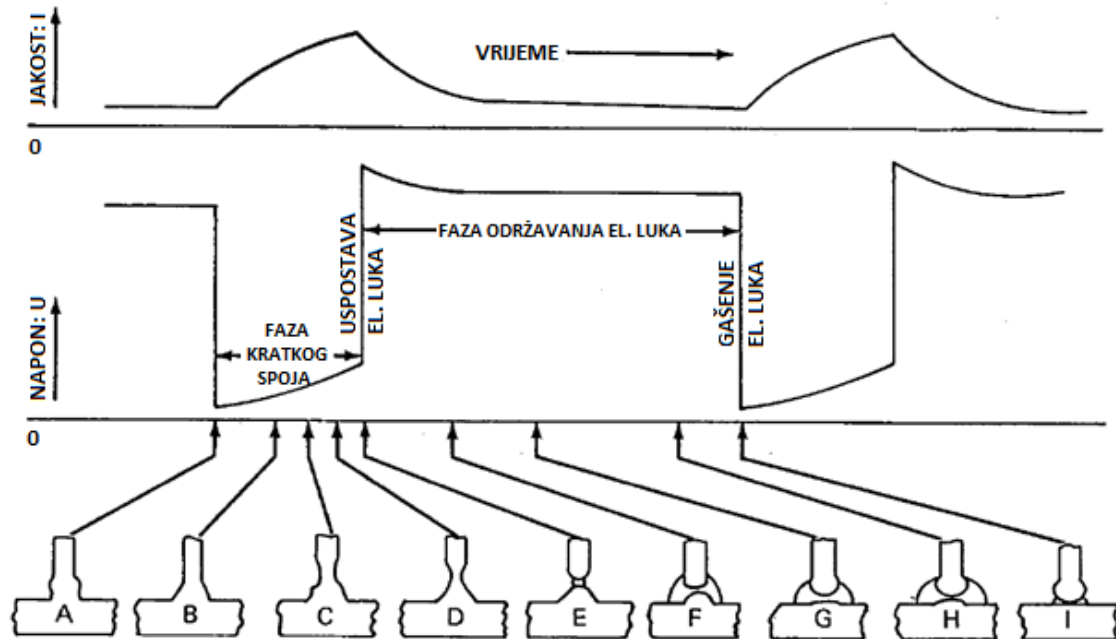 JAKOST: I
VRIJEME
0
NAPON: U
FAZA
KRATKOG
SPOJA
USPOSTAVA
EL. LUKA
FAZA ODRŽAVANJA EL. LUKA
GAŠENJE
EL. LUKA
0
A B C D E F G H I